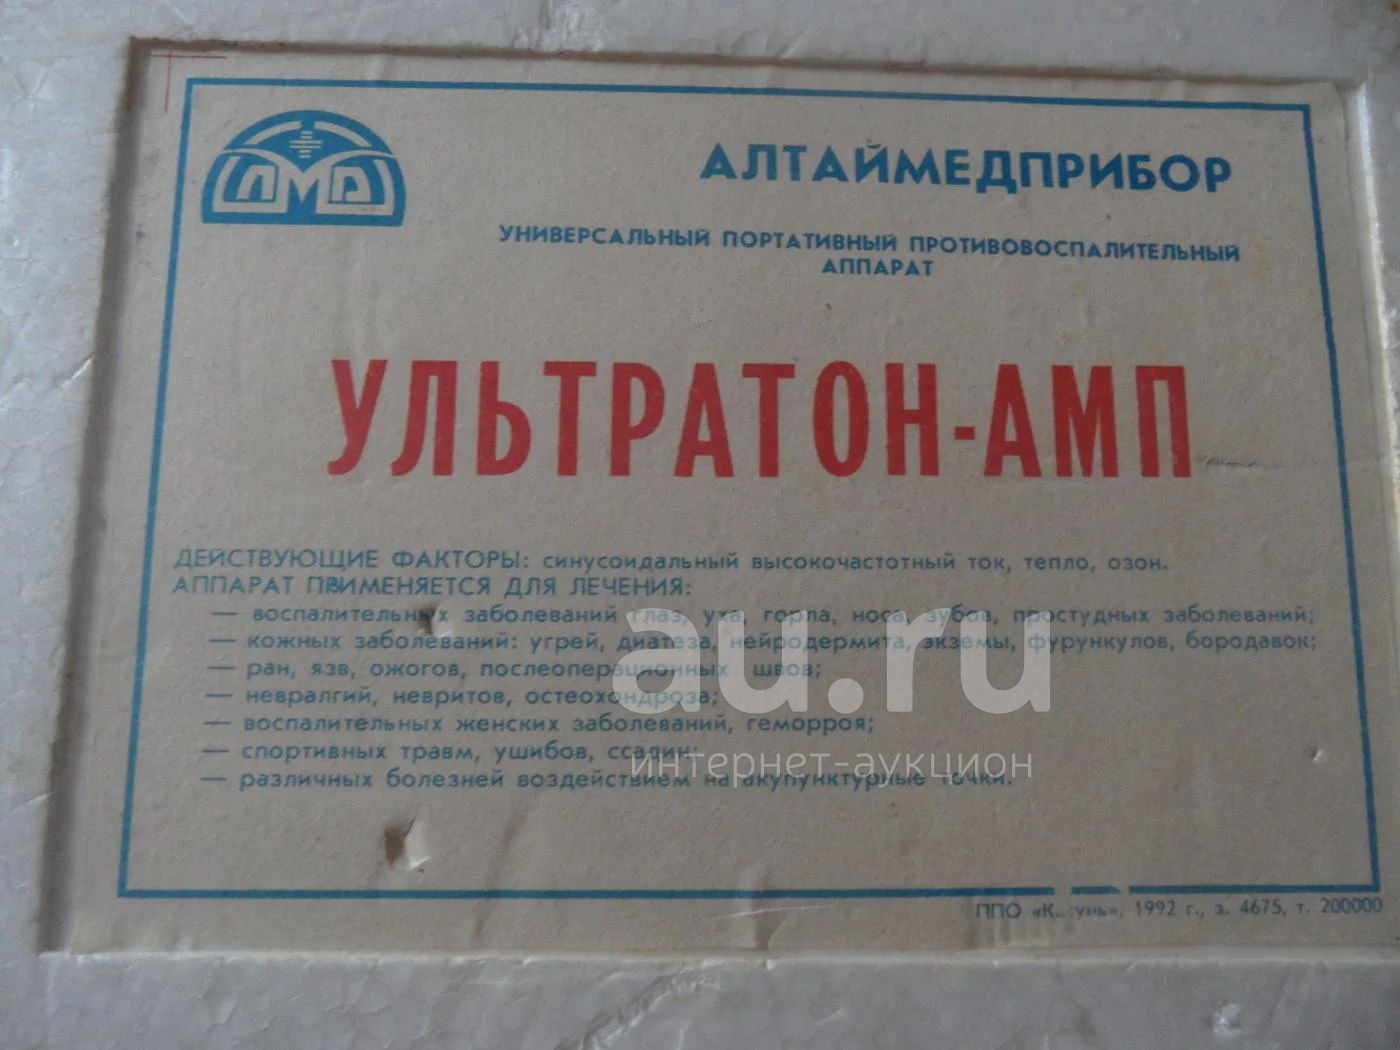 АМП
АЛТАЙМЕДПРИБОР
УНИВЕРСАЛЬНЫЙ ПОРТАТИВНЫЙ ПРОТИВОВОСПАЛИТЕЛЬНЫЙ
АППАРАТ
УЛЬТРАТОН-АМП
ДЕЙСТВУЮЩИЕ ФАКТОРЫ: синусоидальный высокочастотный ток, тепло, озон.
АППАРАТ ПРИМЕНЯЕТСЯ ДЛЯ ЛЕЧЕНИЯ:
— воспалительных заболеваний глаз, уха, горла, носа, зубов, простудных заболеваний;
— кожных заболеваний: угрей, диатеза, нейродермита, экземы, фурункулов, бородавок;
— ран, язв, ожогов, послеоперационных швов;
— невралгий, невритов, остеохондроза;
— воспалительных женских заболеваний, геморроя;
— спортивных травм, ушибов, ссадин;
— различных болезней воздействием на акупунктурные точки.
au.ru
интернет-аукцион
ППО 1992 г., з. 4675, т. 200000